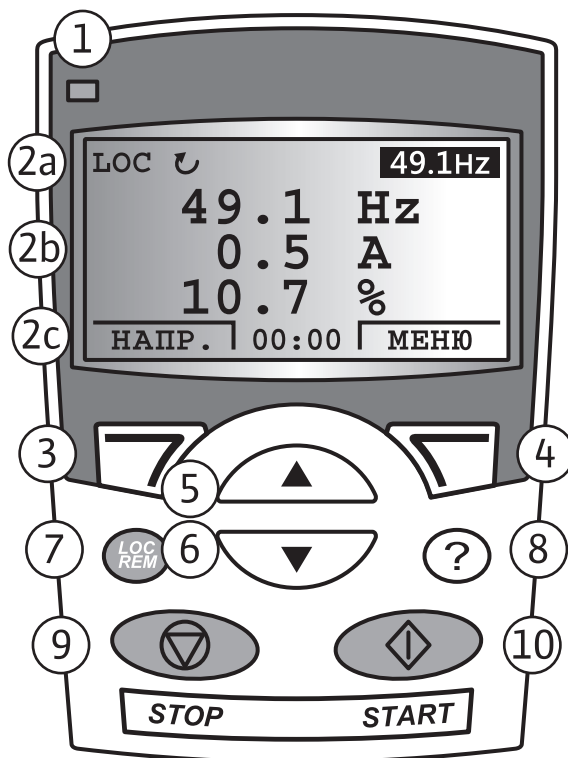 1
2a LOC 49.1Hz
49.1 Hz
2b 0.5 A
10.7 %
2c НАПР. 00:00 МЕНЮ
3 4
5
7 LOC REM 6 ? 8
9 10
STOP START